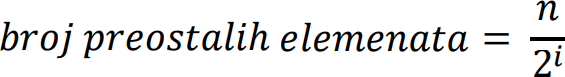 broj preostalih elemenata = n/2^i